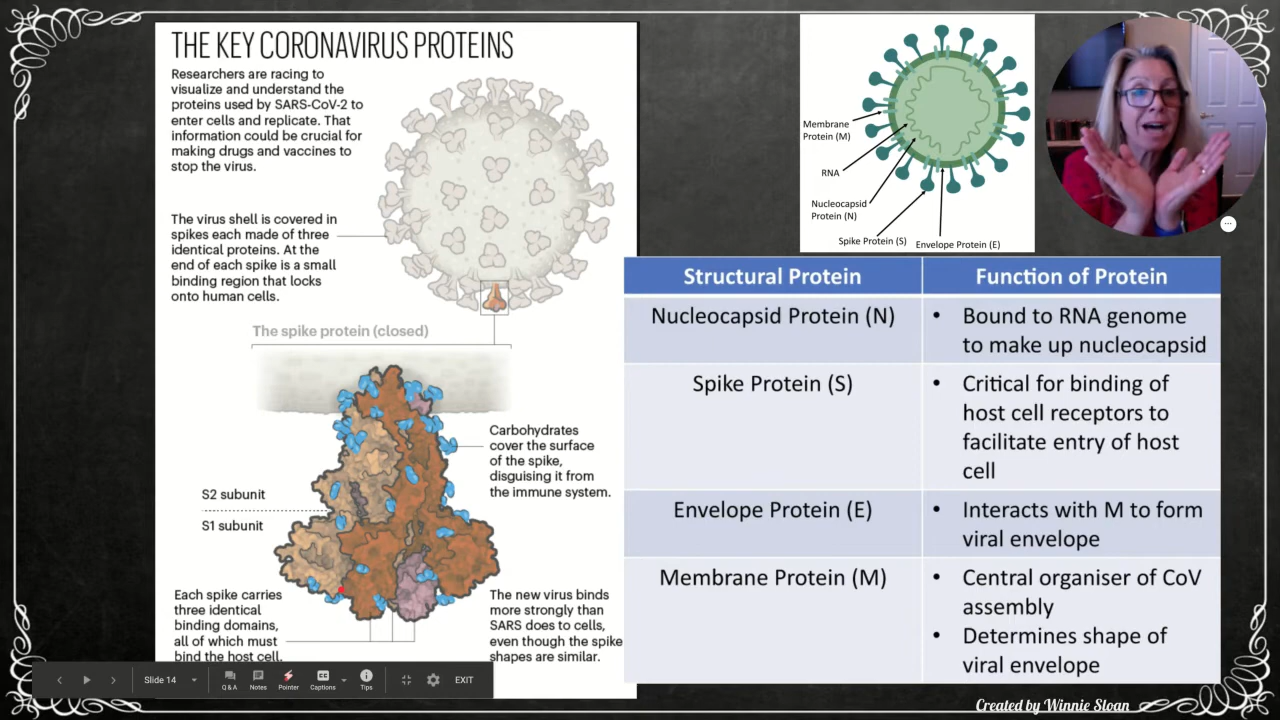 THE KEY CORONAVIRUS PROTEINS
Researchers are racing to
visualize and understand the
proteins used by SARS-CoV-2 to
enter cells and replicate. That
information could be crucial for
making drugs and vaccines to
stop the virus.
The virus shell is covered in
spikes each made of three
identical proteins. At the
end of each spike is a small
binding region that locks
onto human cells.
The spike protein (closed)
Carbohydrates
cover the surface
of the spike,
disguising it from
the immune system.
S2 subunit
S1 subunit
Each spike carries
three identical
binding domains,
all of which must
bind the host cell.
The new virus binds
more strongly than
SARS does to cells,
even though the spike
shapes are similar.
Membrane
Protein (M)
RNA
Nucleocapsid
Protein (N)
Spike Protein (S)
Envelope Protein (E)
Structural Protein
Function of Protein
Nucleocapsid Protein (N)
• Bound to RNA genome
to make up nucleocapsid
Spike Protein (S)
• Critical for binding of
host cell receptors to
facilitate entry of host
cell
Envelope Protein (E)
• Interacts with M to form
viral envelope
Membrane Protein (M)
• Central organiser of CoV
assembly
• Determines shape of
viral envelope
Slide 14
Q & A
Notes
Pointer
CC
Captions
Tips
EXIT
Created by Winnie Sloan